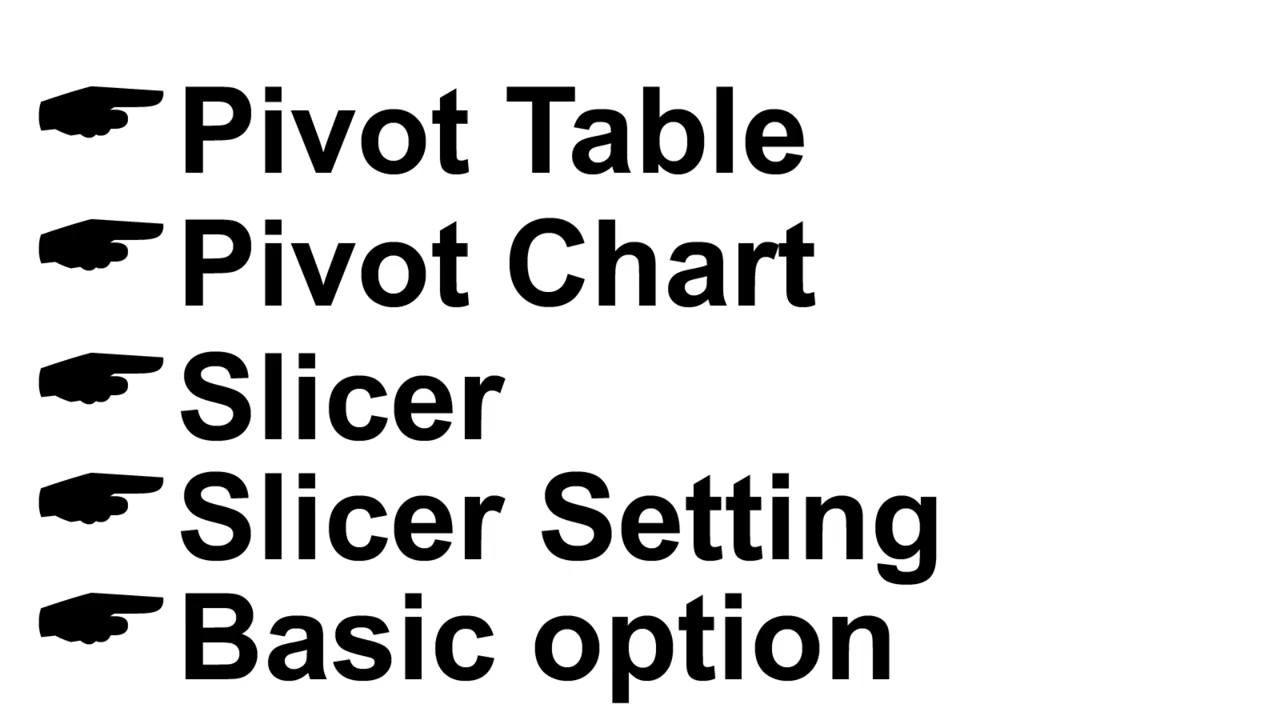 Pivot Table
Pivot Chart
Slicer
Slicer Setting
Basic option